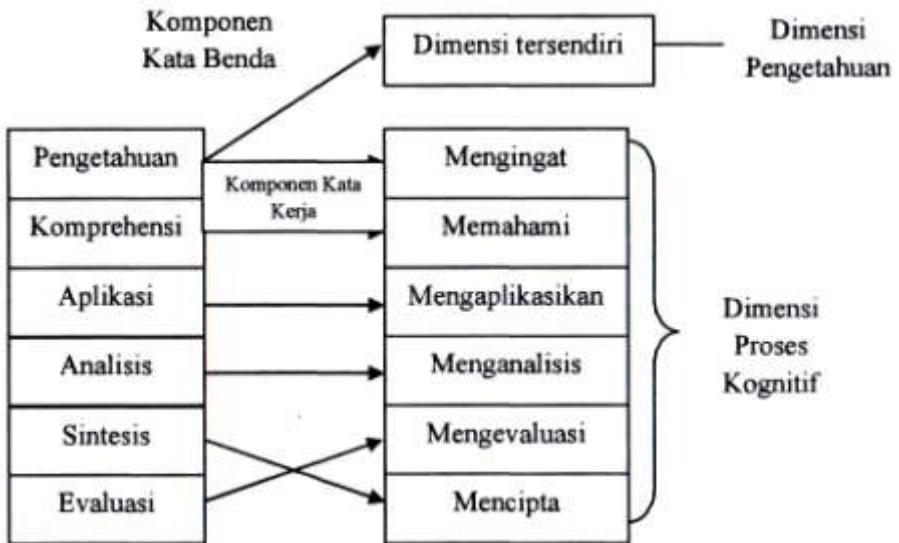 Komponen
Kata Benda
Dimensi tersendiri
Dimensi
Pengetahuan
Pengetahuan
Komprehensi
Aplikasi
Analisis
Sintesis
Evaluasi
Komponen Kata
Kerja
Mengingat
Memahami
Mengaplikasikan
Menganalisis
Mengevaluasi
Mencipta
Dimensi
Proses
Kognitif